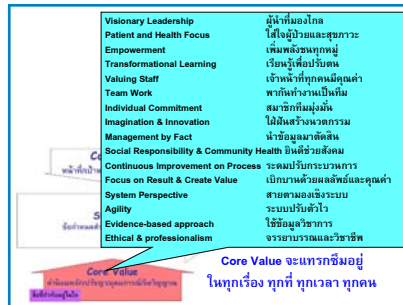 Visionary Leadership ผู้นำที่มองไกล
Patient and Health Focus ใส่ใจผู้ป่วยและสุขภาวะ
Empowerment เพิ่มพลังชนทุกหมู่
Transformational Learning เรียนรู้เพื่อปรับตน
Valuing Staff เจ้าหน้าที่ทุกคนมีคุณค่า
Team Work พากันทำงานเป็นทีม
Individual Commitment สมาชิกทีมมุ่งมั่น
Imagination & Innovation ใฝ่ฝันสร้างนวตกรรม
Management by Fact นำข้อมูลมาตัดสิน
Social Responsibility & Community Health ยินดีช่วยสังคม
Continuous Improvement on Process ระดมปรับกระบวนการ
Focus on Result & Create Value เบิกบานด้วยผลลัพธ์และคุณค่า
System Perspective สายตามองเชิงระบบ
Agility ระบบปรับตัวไว
Evidence-based approach ใช้ข้อมูลวิชาการ
Ethical & professionalism จรรยาบรรณและวิชาชีพ
Core Value
Core Value จะแทรกซึมอยู่
ในทุกเรื่อง ทุกที่ ทุกเวลา ทุกคน